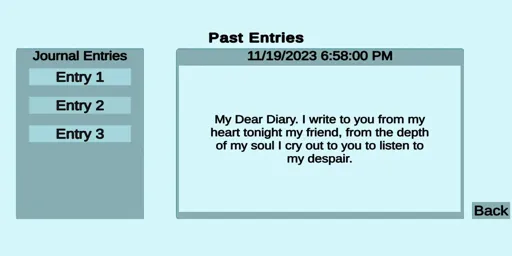 Past Entries
Journal Entries
Entry 1
Entry 2
Entry 3
11/19/2023 6:58:00 PM
My Dear Diary. I write to you from my
heart tonight my friend, from the depth
of my soul I cry out to you to listen to
my despair.
Back